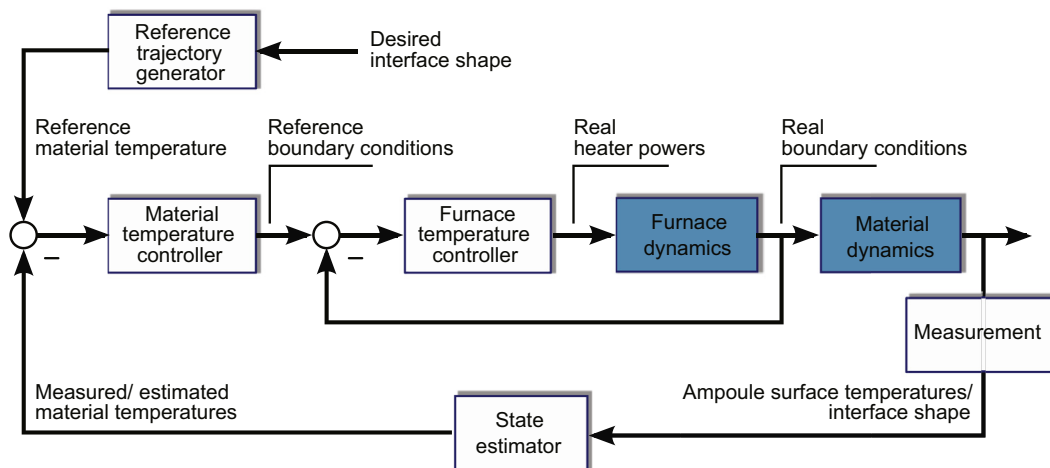 Reference
trajectory
generator
Desired
interface shape
Reference
material temperature
Reference
boundary conditions
Real
heater powers
Real
boundary conditions
Material
temperature
controller
Furnace
temperature
controller
Furnace
dynamics
Material
dynamics
–
–
Measurement
Measured/ estimated
material temperatures
State
estimator
Ampoule surface temperatures/
interface shape